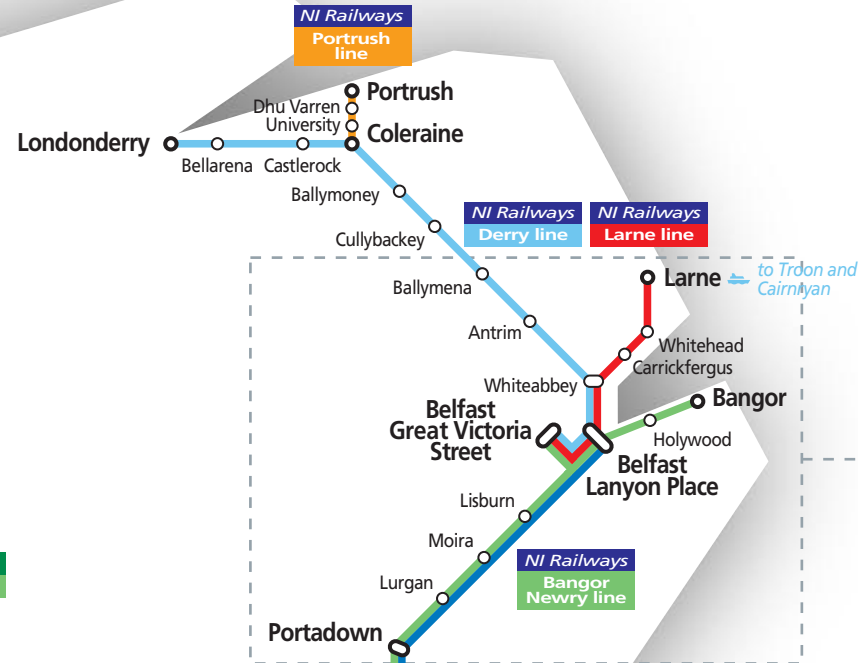 NI Railways
Portrush
line
Portrush
Dhu Varren
University
Coleraine
Londonderry
Bellarena
Castlerock
Ballymoney
NI Railways
Derry line
NI Railways
Larne line
Cullybackey
Ballymena
Larne
to Troon and
Cairnryan
Antrim
Whitehead
Carrickfergus
Whiteabbey
Bangor
Belfast
Great Victoria
Street
Holywood
Belfast
Lanyon Place
Lisburn
Moira
NI Railways
Bangor
Newry line
Lurgan
Portadown